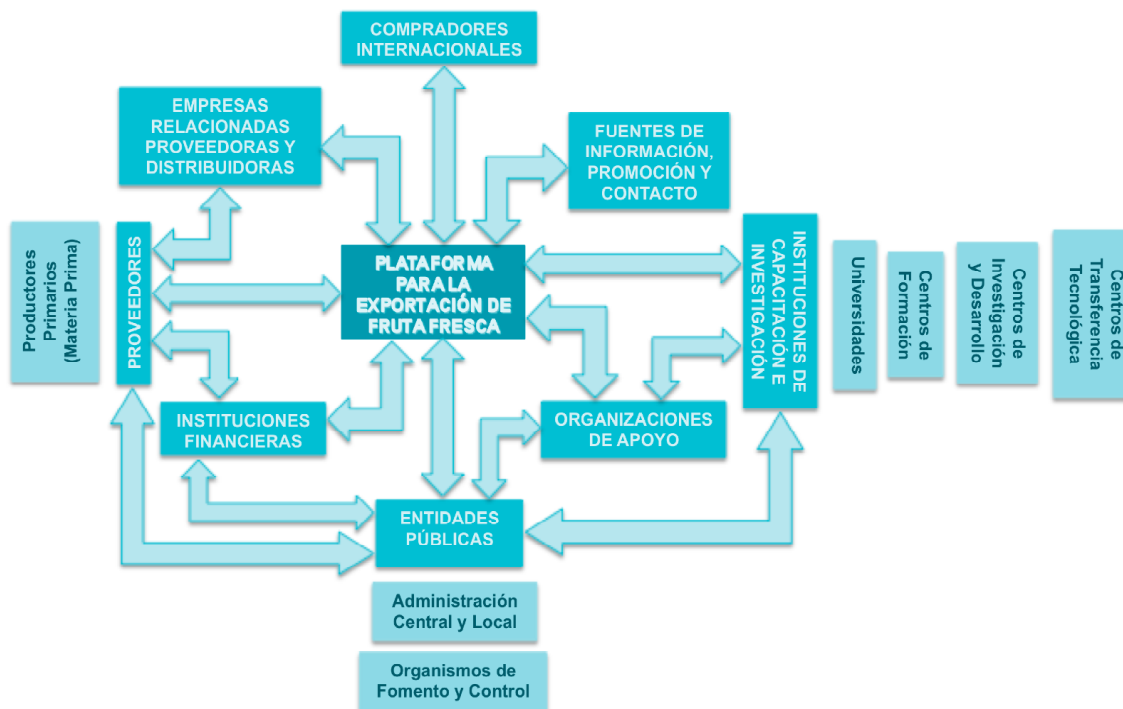 COMPRADORES
INTERNACIONALES
EMPRESAS
RELACIONADAS
PROVEEDORAS Y
DISTRIBUIDORAS
FUENTES DE
INFORMACIÓN,
PROMOCIÓN Y
CONTACTO
Productores
Primarios
(Materia Prima)
PROVEEDORES
PLATAFORMA
PARA LA
EXPORTACIÓN DE
FRUTA FRESCA
INSTITUCIONES DE
CAPACITACIÓN E
INVESTIGACIÓN
Universidades
Centros de
Formación
Centros de
Investigación
y Desarrollo
Centros de
Transferencia
Tecnológica
INSTITUCIONES
FINANCIERAS
ORGANIZACIONES
DE APOYO
ENTIDADES
PÚBLICAS
Administración
Central y Local
Organismos de
Fomento y Control